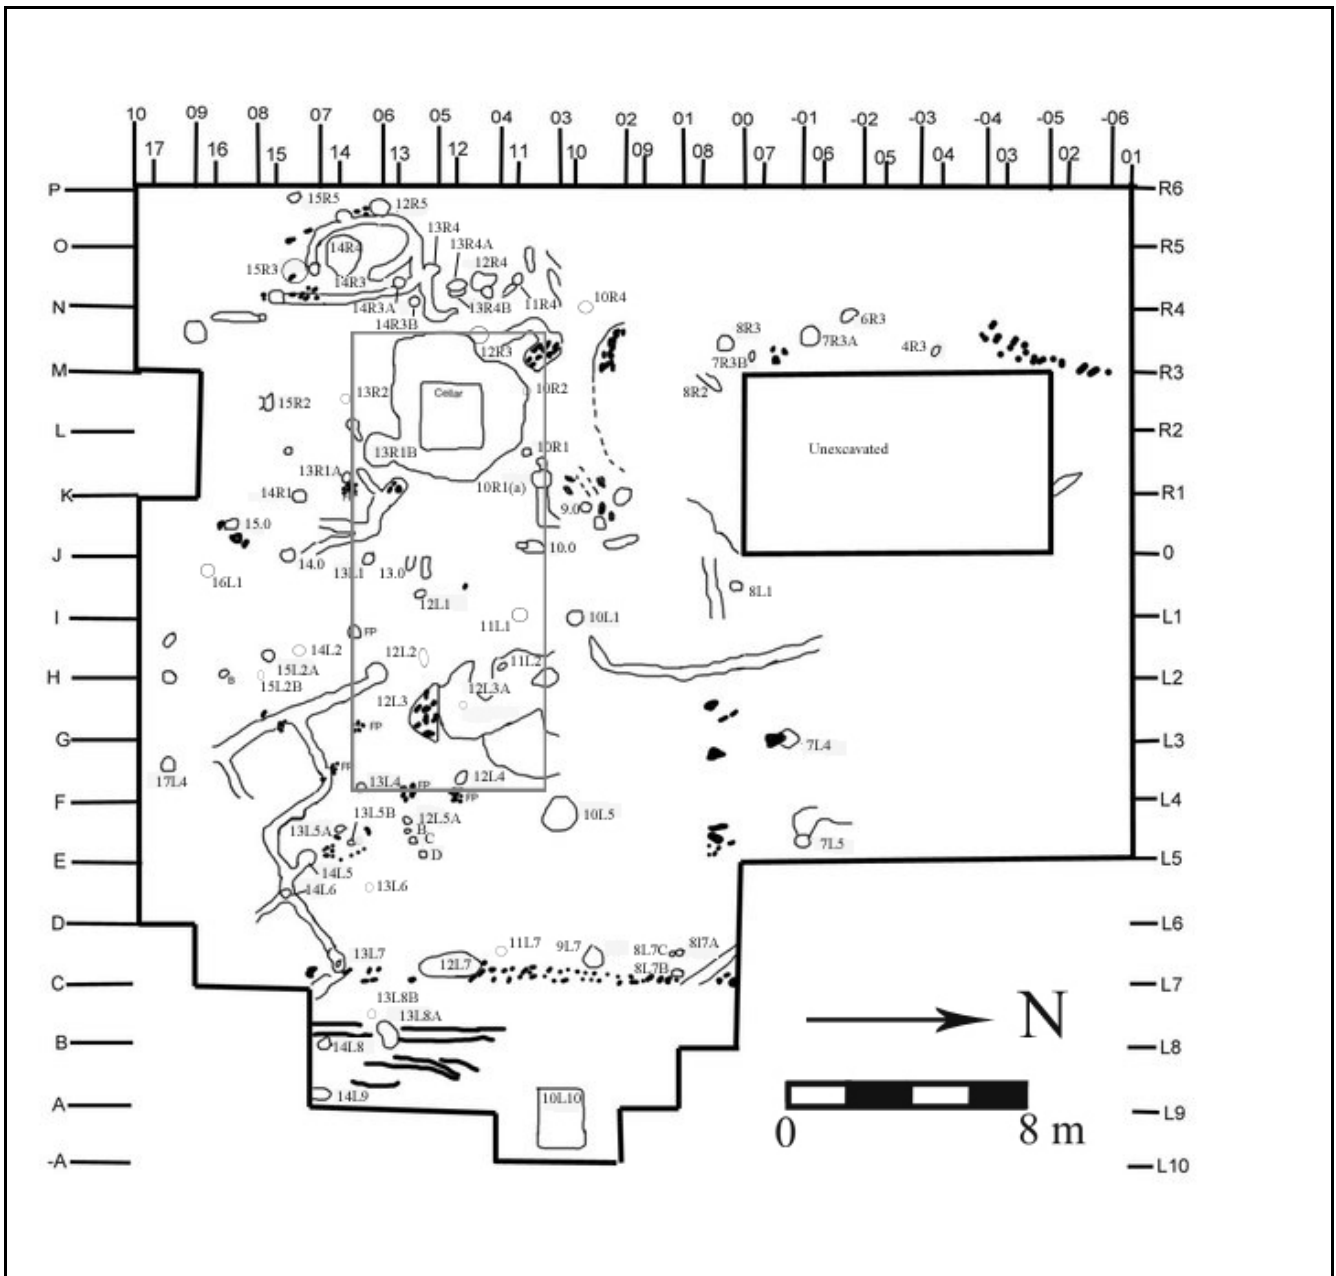 10 09 08 07 06 05 04 03 02 01 00 -01 -02 -03 -04 -05 -06
17 16 15 14 13 12 11 10 09 08 07 06 05 04 03 02 01
P R6
15R5 12R5
13R4
13R4A
O R5
14R4 12R4
15R3 14R3
11R4 10R4
N R4
14R3A 13R4B
14R3B
6R3
8R3
7R3A
12R3 4R3
7R3B
M R3
10R2 8R2
13R2 Cellar
15R2
L R2
10R1 Unexcavated
13R1B
13R1A
14R1 10R1(a)
K R1
9.0
15.0
J 0
14.0 10.0
13L1 13.0
16L1
8L1
12L1
I L1
11L1 10L1
FP
14L2 12L2
11L2
15L2A
H L2
B 15L2B 12L3A
12L3
FP
G L3
7L4
FP
17L4 13L4 12L4
FP FP
F L4
13L5B 12L5A 10L5
13L5A B
C
7L5
D
E L5
14L5
14L6 13L6
D L6
11L7 9L7 8L7C 8l7A
13L7
12L7 8L7B
C L7
13L8B
13L8A
N
B L8
14L8
14L9 10L10
A L9
0 8 m
-A L10